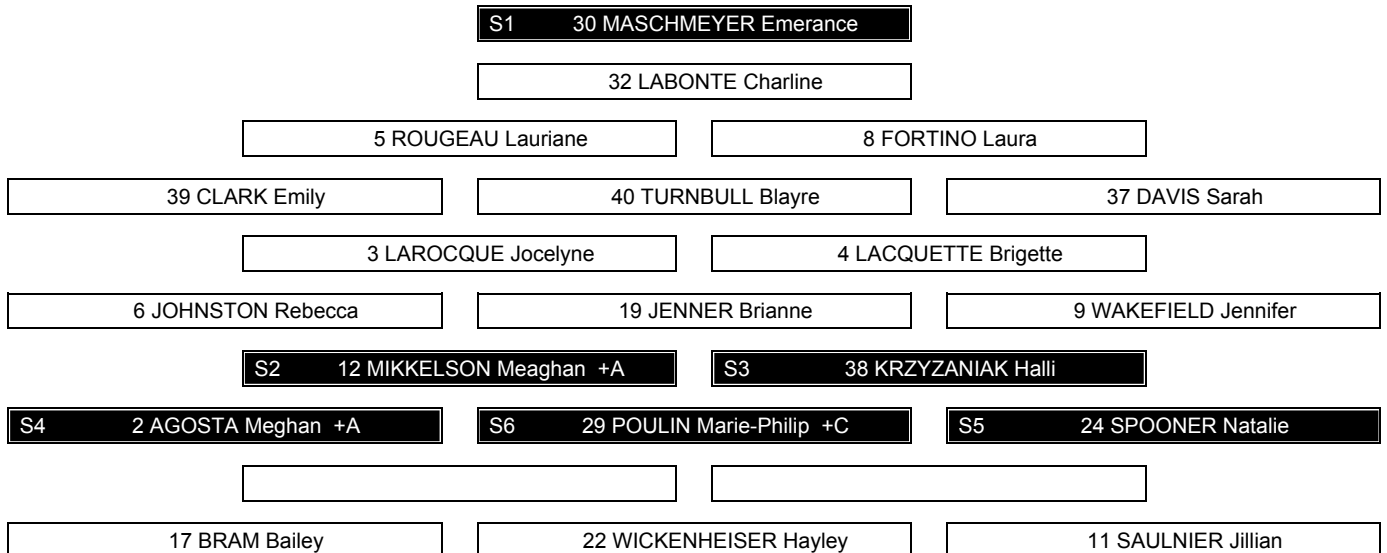 S1 30 MASCHMEYER Emerance
32 LABONTE Charline
5 ROUGEAU Lauriane 8 FORTINO Laura
39 CLARK Emily 40 TURNBULL Blayre 37 DAVIS Sarah
3 LAROCQUE Jocelyne 4 LACQUETTE Brigette
6 JOHNSTON Rebecca 19 JENNER Brianne 9 WAKEFIELD Jennifer
S2 12 MIKKELSON Meaghan +A S3 38 KRZYZANIAK Halli
S4 2 AGOSTA Meghan +A S6 29 POULIN Marie-Philip +C S5 24 SPOONER Natalie
17 BRAM Bailey 22 WICKENHEISER Hayley 11 SAULNIER Jillian